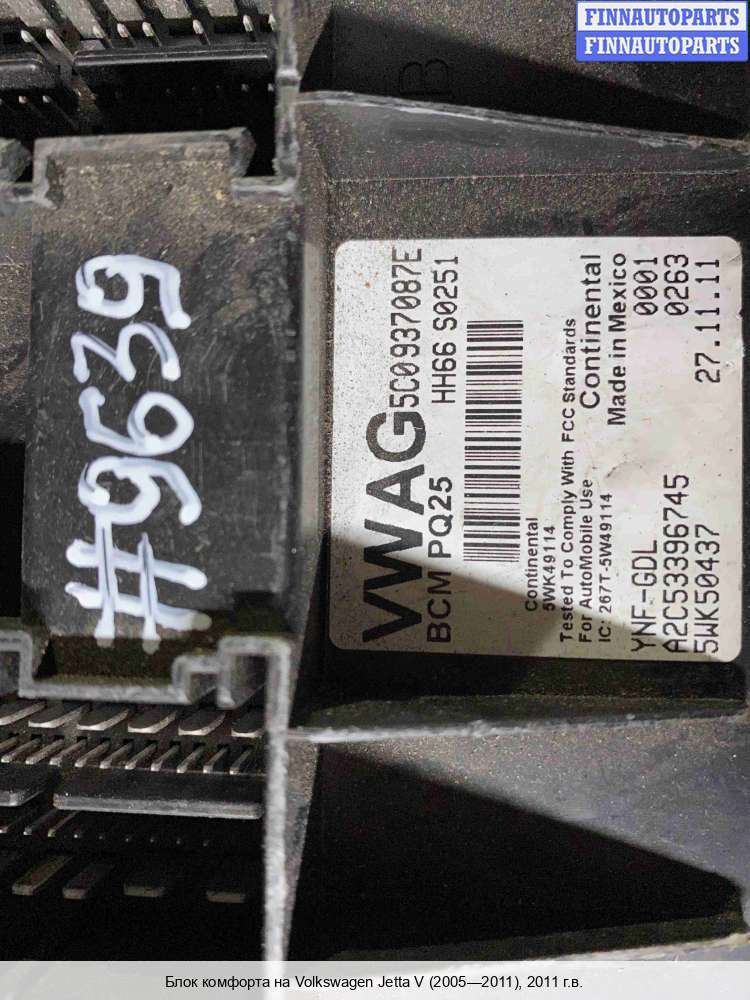 FINNAUTOPARTS
FINNAUTOPARTS
B
#9639
VWAG 5C0937087E
BCM PQ25 HH66 S0251
Continental
5WK49114
Tested To Comply With FCC Standards
For AutoMobile Use
IC: 267T-5W49114
Continental
Made in Mexico
YNF-GDL 0001
A2C53396745 0263
5WK50437 27.11.11
Блок комфорта на Volkswagen Jetta V (2005—2011), 2011 г.в.